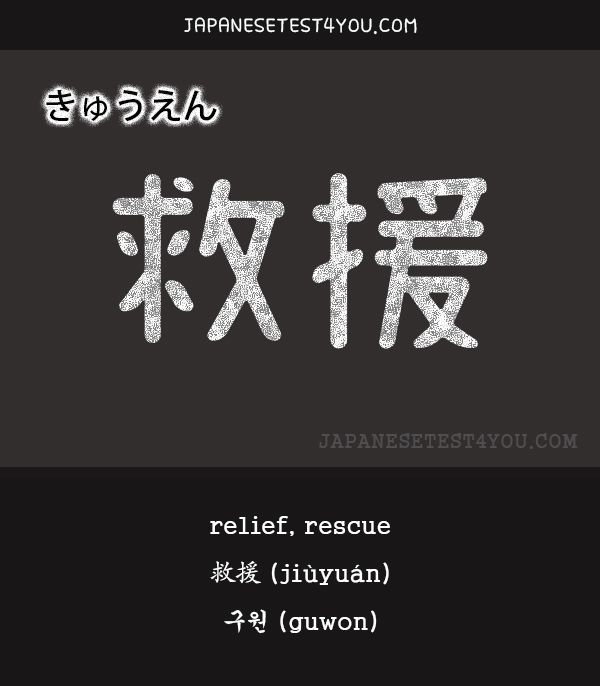 JAPANESETEST4YOU.COM
きゅうえん
救援
JAPANESETEST4YOU.COM
relief, rescue
救援 (jiùyuán)
구원 (guwon)